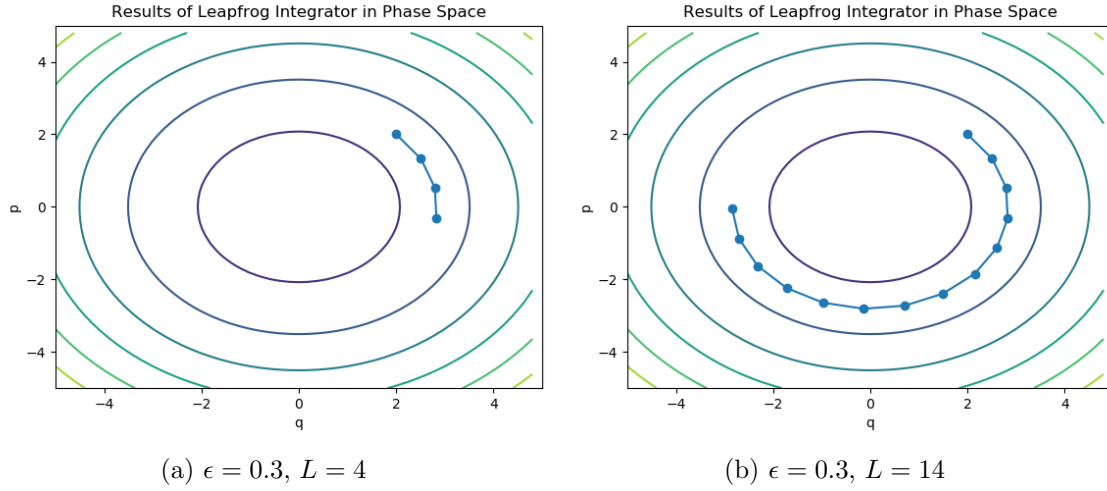 Results of Leapfrog Integrator in Phase Space
p
4
2
0
−2
−4
−4
−2
0
2
4
q
(a) ϵ = 0.3, L = 4
Results of Leapfrog Integrator in Phase Space
p
4
2
0
−2
−4
−4
−2
0
2
4
q
(b) ϵ = 0.3, L = 14